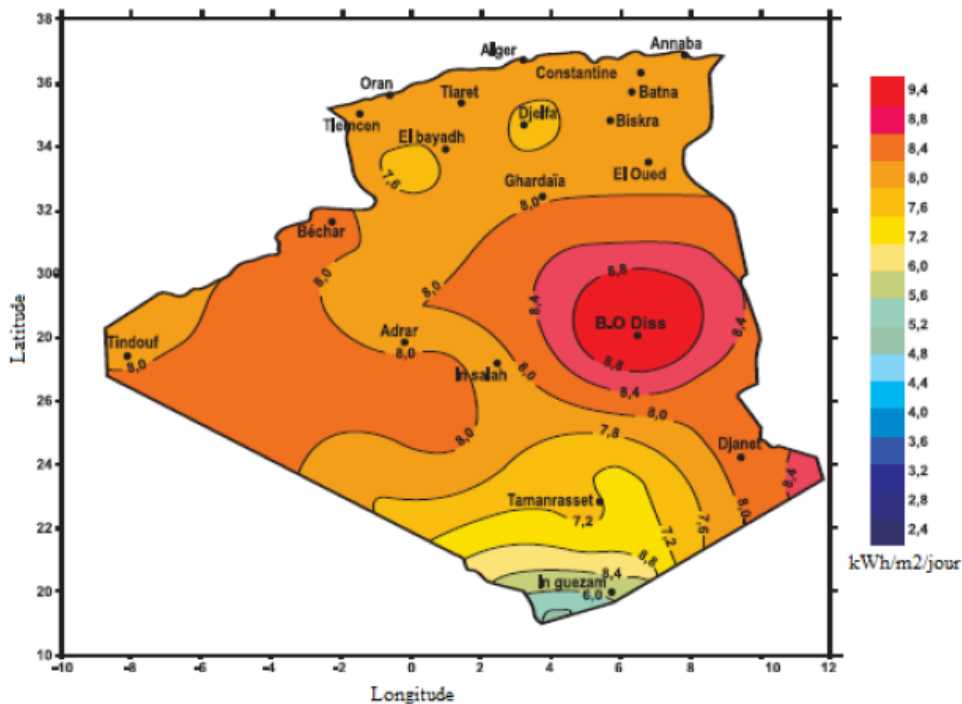 38
36
34
32
300
28
26
24
22
20
10
-10
-8
-6
-4
-2
0
2
4
6
8
10
12
Latitude
Longitude
Alger
Annaba
Constantine
Oran
Tiaret
Batna
Tlemcen
Djelfa
Biskra
El bayadh
7,6
Ghardaïa
El Oued
8,0
Béchar
8,0
8,0
8,8
8,4
8,4
B.O Diss
Adrar
8,0
Tindouf
8,0
In salah
8,0
8,8
8,4
8,0
8,0
7,8
Djanet
8,4
Tamanrasset
7,2
7,2
7,6
8,0
8,8
8,4
In guezam
6,0
9,4
8,8
8,4
8,0
7,6
7,2
6,0
5,6
5,2
4,8
4,4
4,0
3,6
3,2
2,8
2,4
kWh/m2/jour